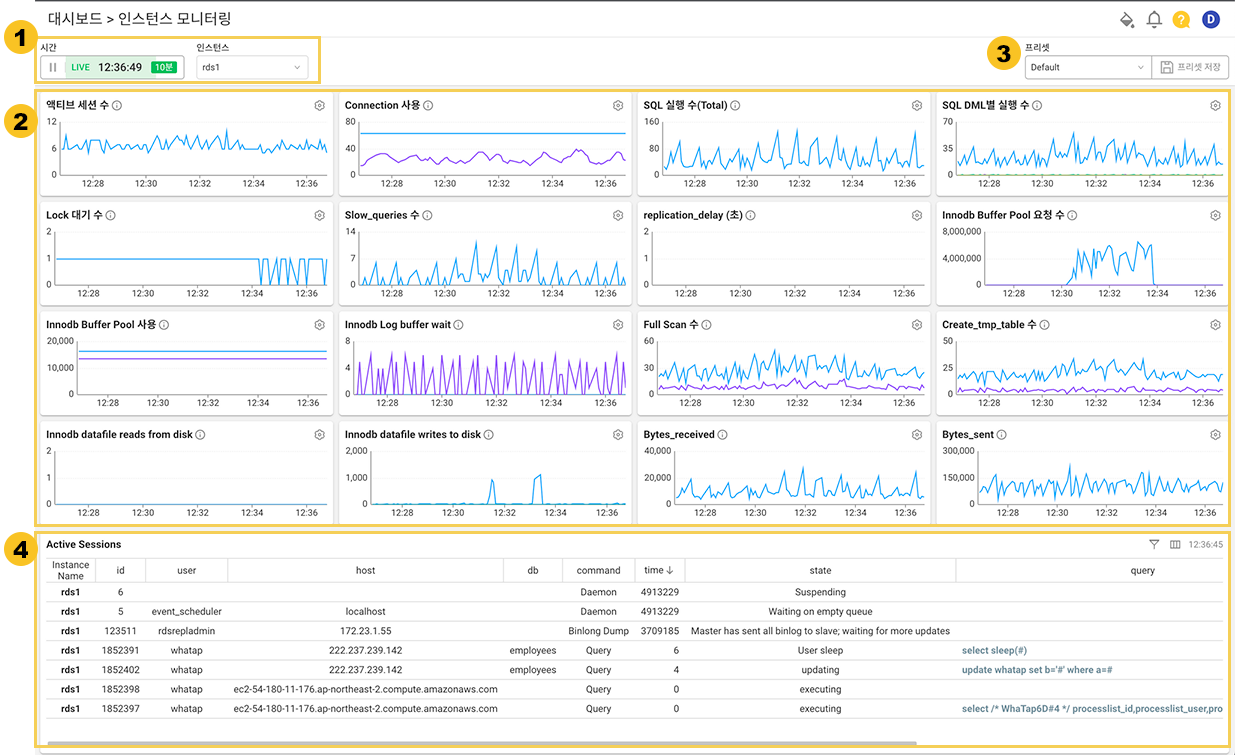 대시보드 > 인스턴스 모니터링
? D
1
시간 인스턴스
LIVE 12:36:49 10분 rds1
3
프리셋
Default 프리셋 저장
2
액티브 세션 수
12
6
0
12:28 12:30 12:32 12:34 12:36
Connection 사용
80
40
0
12:28 12:30 12:32 12:34 12:36
SQL 실행 수(Total)
160
80
0
12:28 12:30 12:32 12:34 12:36
SQL DML별 실행 수
70
35
0
12:28 12:30 12:32 12:34 12:36
Lock 대기 수
2
1
0
12:28 12:30 12:32 12:34 12:36
Slow_queries 수
14
7
0
12:28 12:30 12:32 12:34 12:36
replication_delay (초)
2
1
0
12:28 12:30 12:32 12:34 12:36
Innodb Buffer Pool 요청 수
8,000,000
4,000,000
0
12:28 12:30 12:32 12:34 12:36
Innodb Buffer Pool 사용
20,000
10,000
0
12:28 12:30 12:32 12:34 12:36
Innodb Log buffer wait
8
4
0
12:28 12:30 12:32 12:34 12:36
Full Scan 수
60
30
0
12:28 12:30 12:32 12:34 12:36
Create_tmp_table 수
50
25
0
12:28 12:30 12:32 12:34 12:36
Innodb datafile reads from disk
2
1
0
12:28 12:30 12:32 12:34 12:36
Innodb datafile writes to disk
2,000
1,000
0
12:28 12:30 12:32 12:34 12:36
Bytes_received
40,000
20,000
0
12:28 12:30 12:32 12:34 12:36
Bytes_sent
300,000
150,000
0
12:28 12:30 12:32 12:34 12:36
4
Active Sessions 12:36:45
Instance Name id user host db command time ↓ state query
rds1 6 Daemon 4913229 Suspending
rds1 5 event_scheduler localhost Daemon 4913229 Waiting on empty queue
rds1 123511 rdsrepladmin 172.23.1.55 Binlong Dump 3709185 Master has sent all binlog to slave; waiting for more updates
rds1 1852391 whatap 222.237.239.142 employees Query 6 User sleep select sleep(#)
rds1 1852402 whatap 222.237.239.142 employees Query 4 updating update whatap set b='#' where a=#
rds1 1852398 whatap ec2-54-180-11-176.ap-northeast-2.compute.amazonaws.com Query 0 executing
rds1 1852397 whatap ec2-54-180-11-176.ap-northeast-2.compute.amazonaws.com Query 0 executing select /* WhaTap6D#4 */ processlist_id,processlist_user,pro